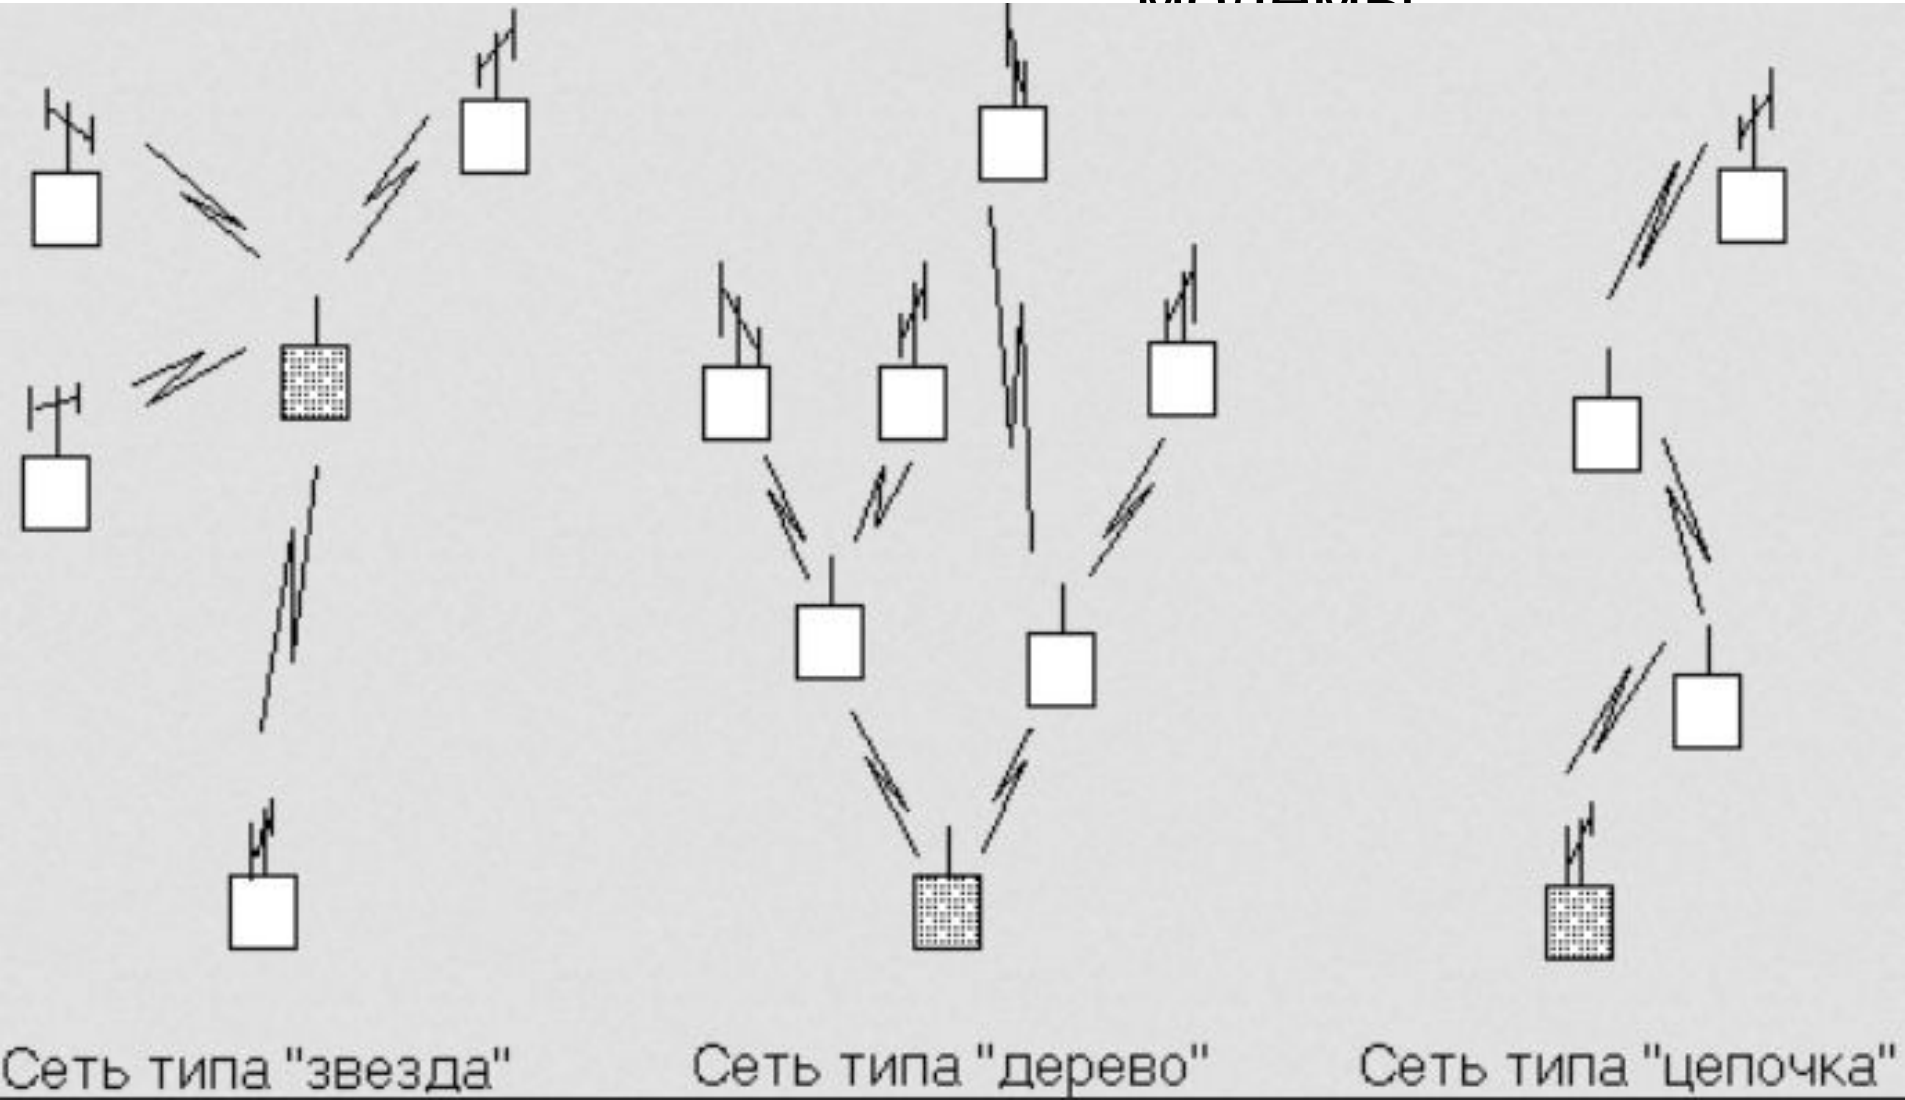 Сеть типа "звезда"
Сеть типа "дерево"
Сеть типа "цепочка"